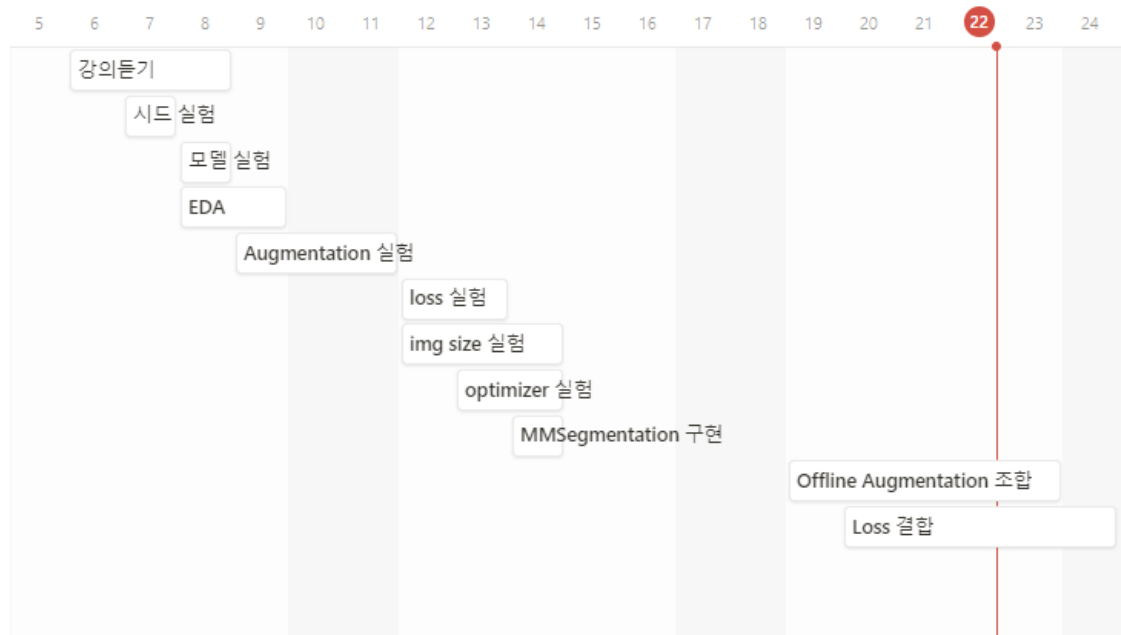 5 6 7 8 9 10 11 12 13 14 15 16 17 18 19 20 21 22 23 24
강의듣기
시드 실험
모델 실험
EDA
Augmentation 실험
loss 실험
img size 실험
optimizer 실험
MMSegmentation 구현
Offline Augmentation 조합
Loss 결합